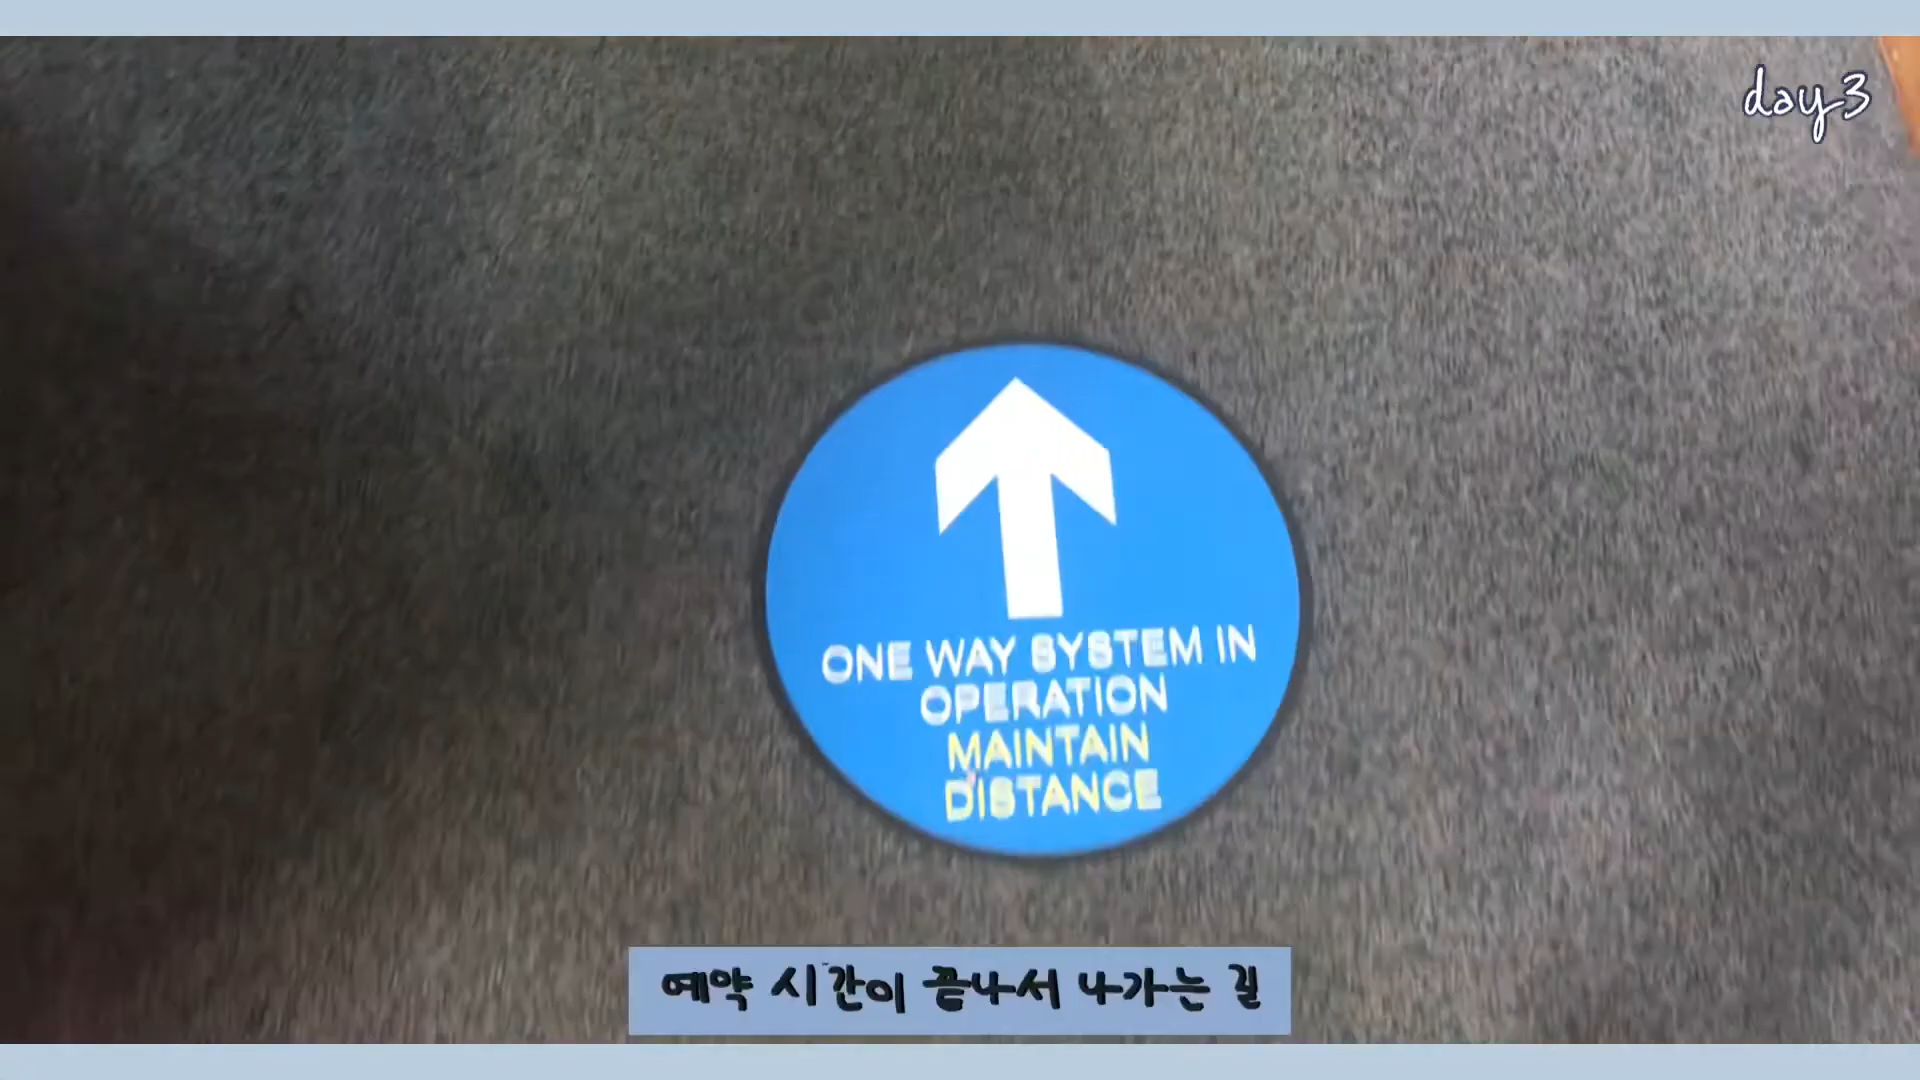 day3
ONE WAY SYSTEM IN
OPERATION
MAINTAIN
DISTANCE
예약 시간이 끝나서 나가는 길